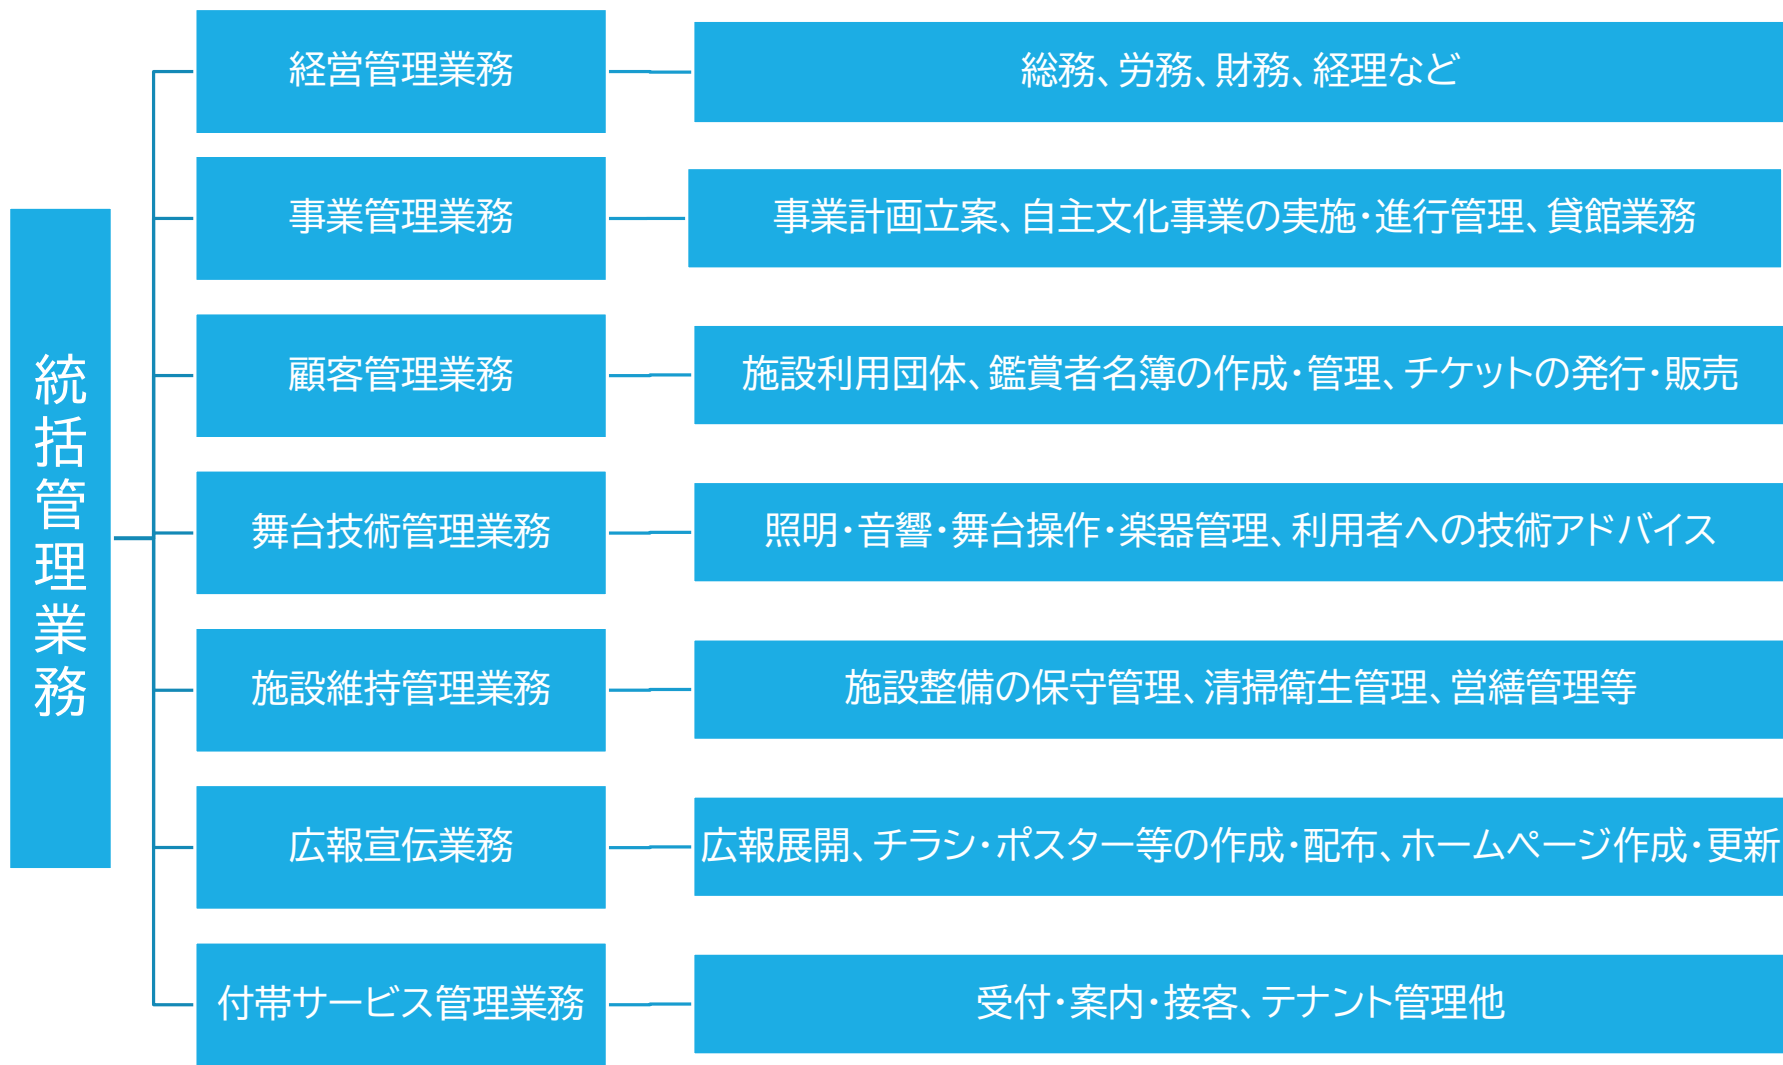 統括管理業務
経営管理業務
総務、労務、財務、経理など
事業管理業務
事業計画立案、自主文化事業の実施・進行管理、貸館業務
顧客管理業務
施設利用団体、鑑賞者名簿の作成・管理、チケットの発行・販売
舞台技術管理業務
照明・音響・舞台操作・楽器管理、利用者への技術アドバイス
施設維持管理業務
施設整備の保守管理、清掃衛生管理、営繕管理等
広報宣伝業務
広報展開、チラシ・ポスター等の作成・配布、ホームページ作成・更新
付帯サービス管理業務
受付・案内・接客、テナント管理他